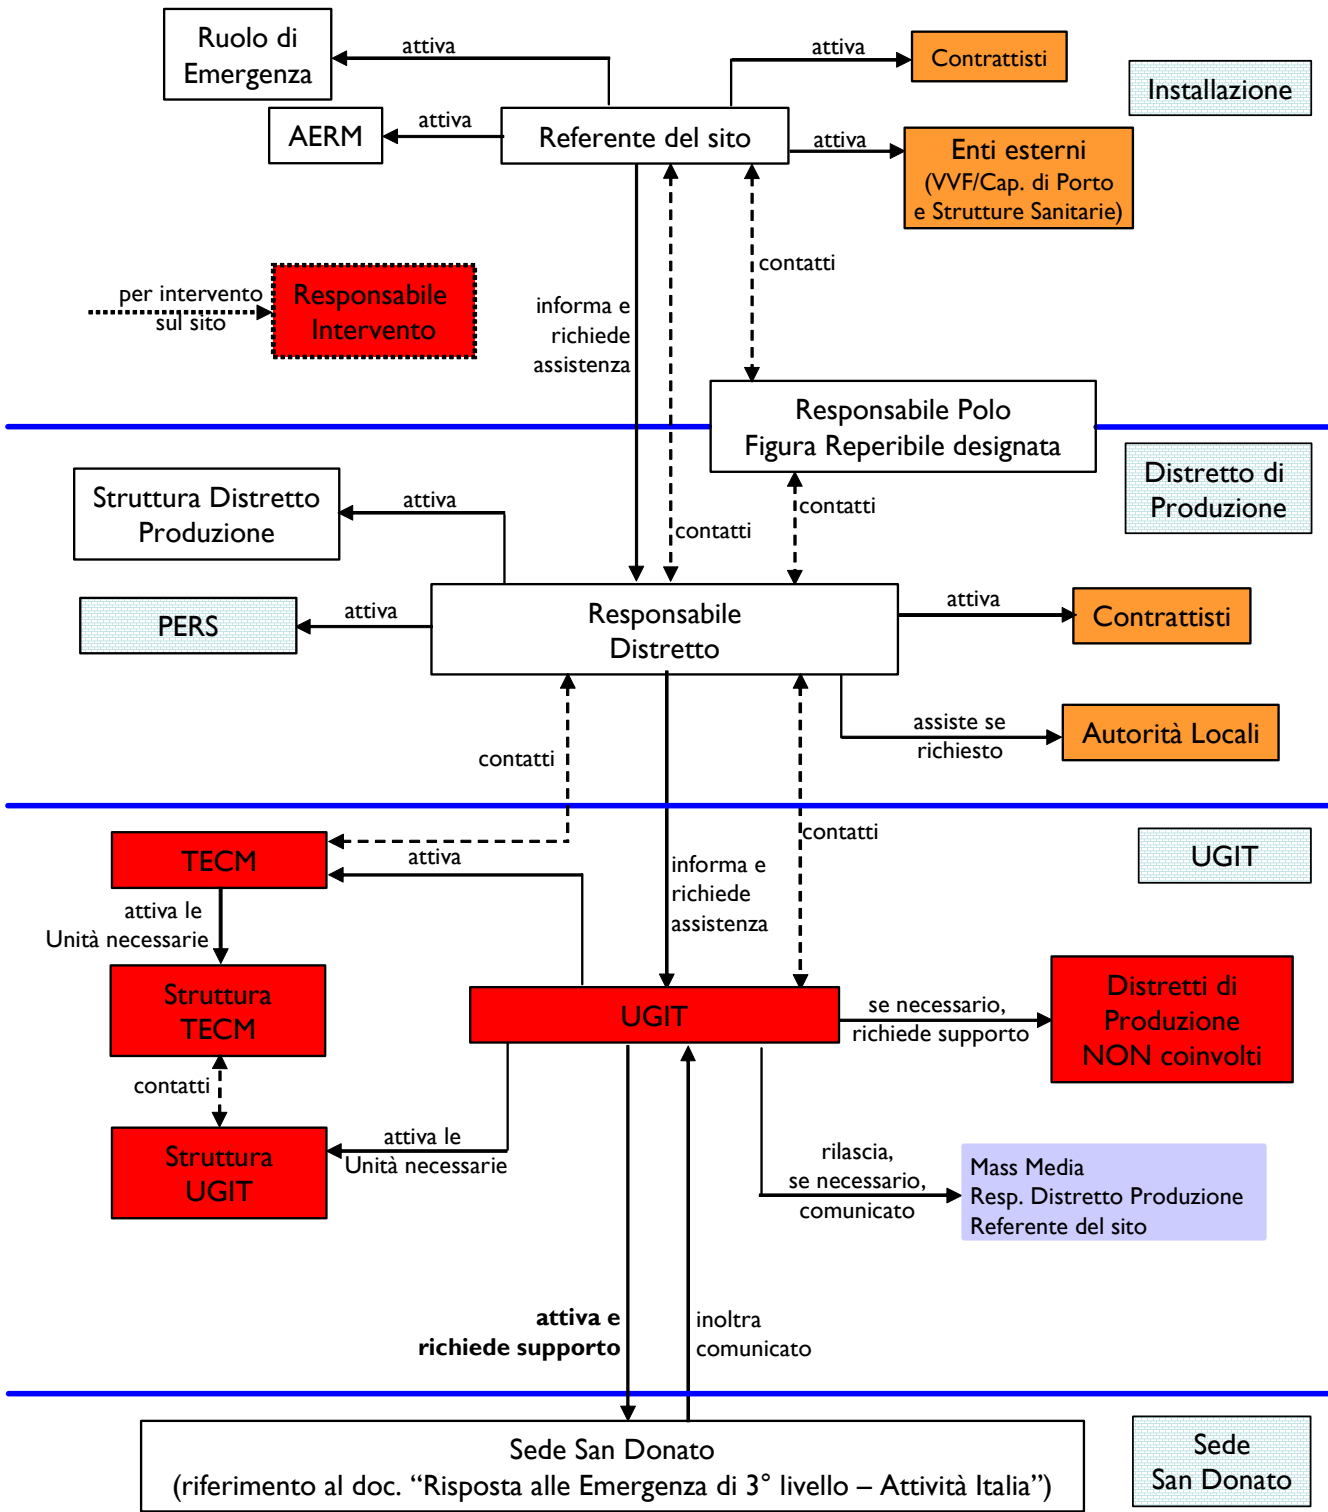 Ruolo di
Emergenza
attiva
attiva
Contrattisti
Installazione
AERM
attiva
Referente del sito
attiva
Enti esterni
(VVF/Cap. di Porto
e Strutture Sanitarie)
contatti
per intervento
sul sito
Responsabile
Intervento
informa e
richiede
assistenza
Responsabile Polo
Figura Reperibile designata
Distretto di
Produzione
Struttura Distretto
Produzione
attiva
contatti
contatti
PERS
attiva
Responsabile
Distretto
attiva
Contrattisti
assiste se
richiesto
Autorità Locali
contatti
contatti
UGIT
TECM
attiva
informa e
richiede
assistenza
attiva le
Unità necessarie
Struttura
TECM
UGIT
se necessario,
richiede supporto
Distretti di
Produzione
NON coinvolti
contatti
Struttura
UGIT
attiva le
Unità necessarie
rilascia,
se necessario,
comunicato
Mass Media
Resp. Distretto Produzione
Referente del sito
attiva e
richiede supporto
inoltra
comunicato
Sede San Donato
(riferimento al doc. “Risposta alle Emergenza di 3° livello – Attività Italia”)
Sede
San Donato